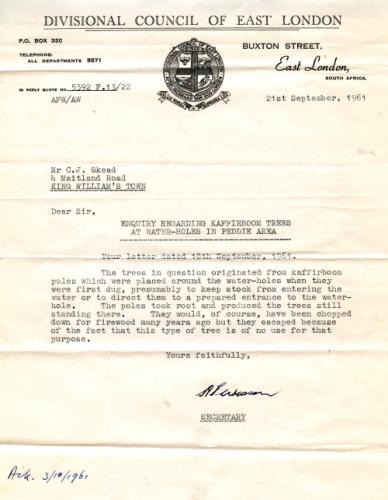 DIVISIONAL COUNCIL OF EAST LONDON
P.O. BOX 320
TELEPHONE:
ALL DEPARTMENTS 5571
IN REPLY QUOTE NO. 5392 F.13/22
AFW/AW
BUXTON STREET,
East London,
SOUTH AFRICA.
21st September, 1961
Mr C.J. Skead
4 Maitland Road
KING WILLIAM'S TOWN
Dear Sir,
ENQUIRY REGARDING KAFFIRBOOM TREES
AT WATER-HOLES IN PEDDIE AREA
Your letter dated 18th September, 1961.
The trees in question originated from kaffirboom
poles which were placed around the water-holes when they
were first dug, presumably to keep stock from entering the
water or to direct them to a prepared entrance to the water-
hole. The poles took root and produced the trees still
standing there. They would, of course, have been chopped
down for firewood many years ago but they escaped because
of the fact that this type of tree is of no use for that
purpose.
Yours faithfully,
SECRETARY
Ack. 3/10/1961